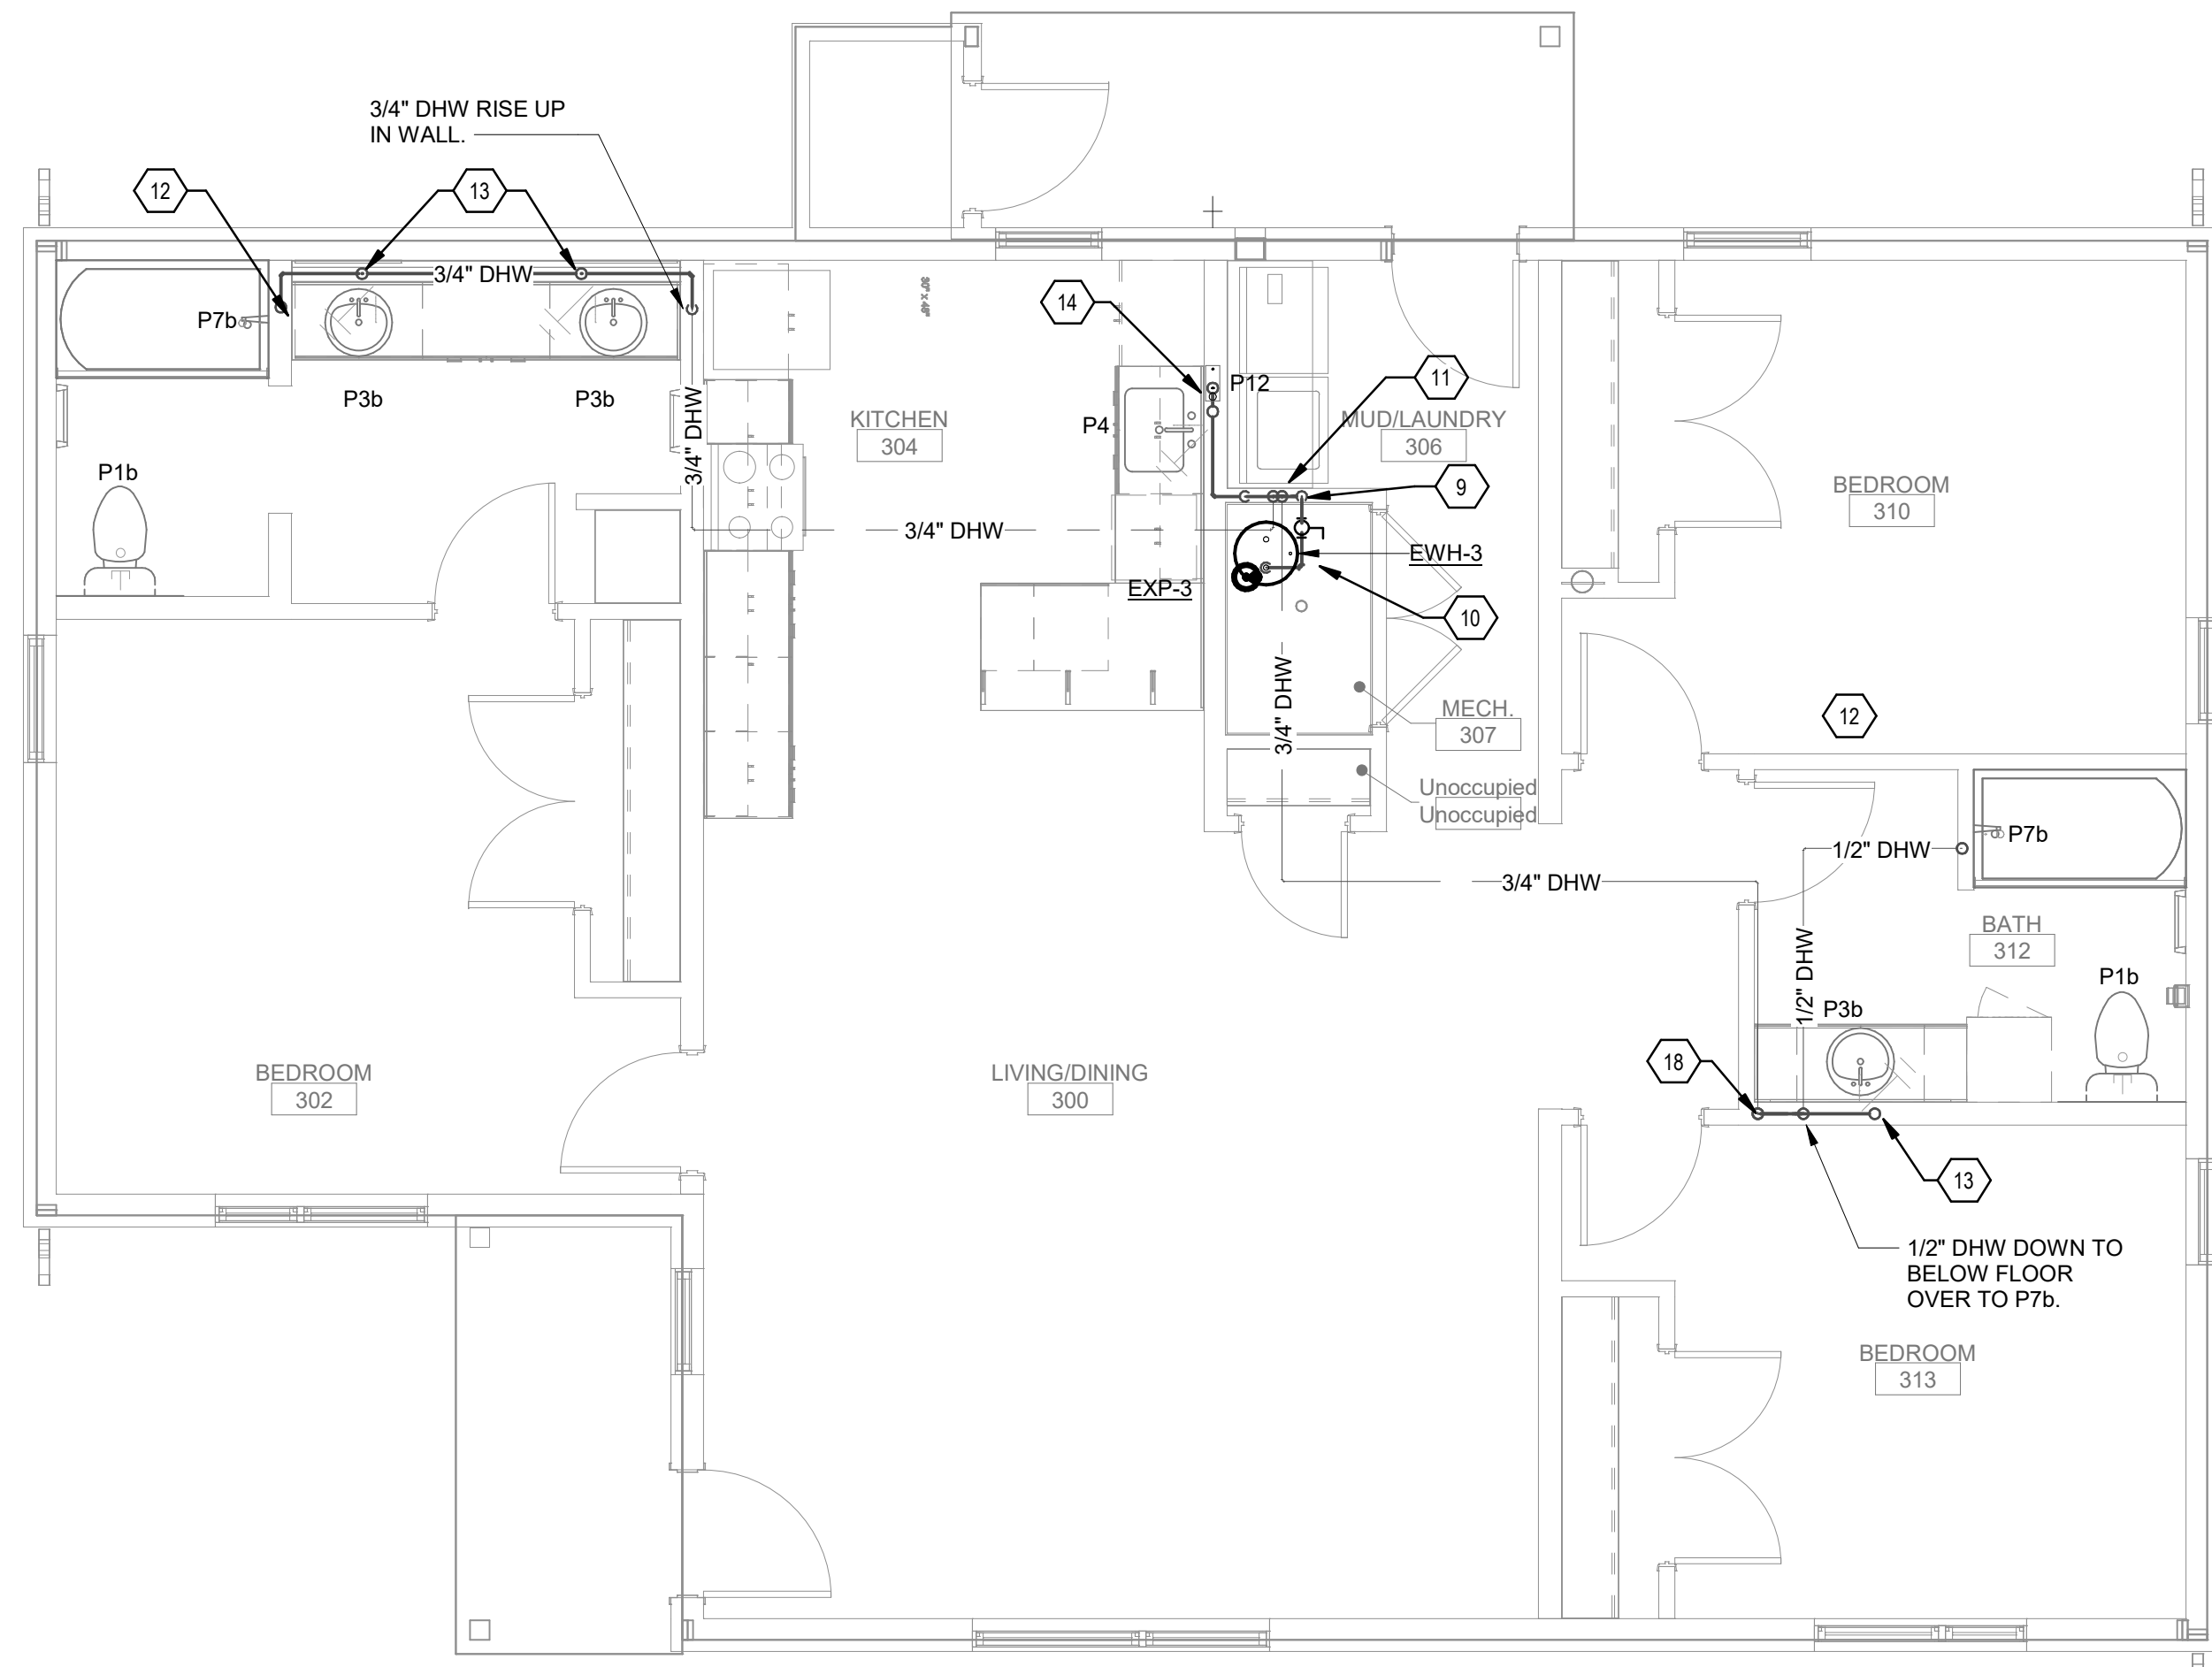 3/4" DHW RISE UP
IN WALL.
12
13
3/4" DHW
P7b
P3b
P3b
P1b
3/4" DHW
30" x 48"
KITCHEN
304
14
P12
P4
11
MUD/LAUNDRY
306
9
3/4" DHW
EWH-3
EXP-3
10
BEDROOM
310
3/4" DHW
MECH.
307
12
Unoccupied
Unoccupied
P7b
1/2" DHW
3/4" DHW
BATH
312
1/2" DHW
P1b
P3b
18
BEDROOM
302
LIVING/DINING
300
13
1/2" DHW DOWN TO
BELOW FLOOR
OVER TO P7b.
BEDROOM
313